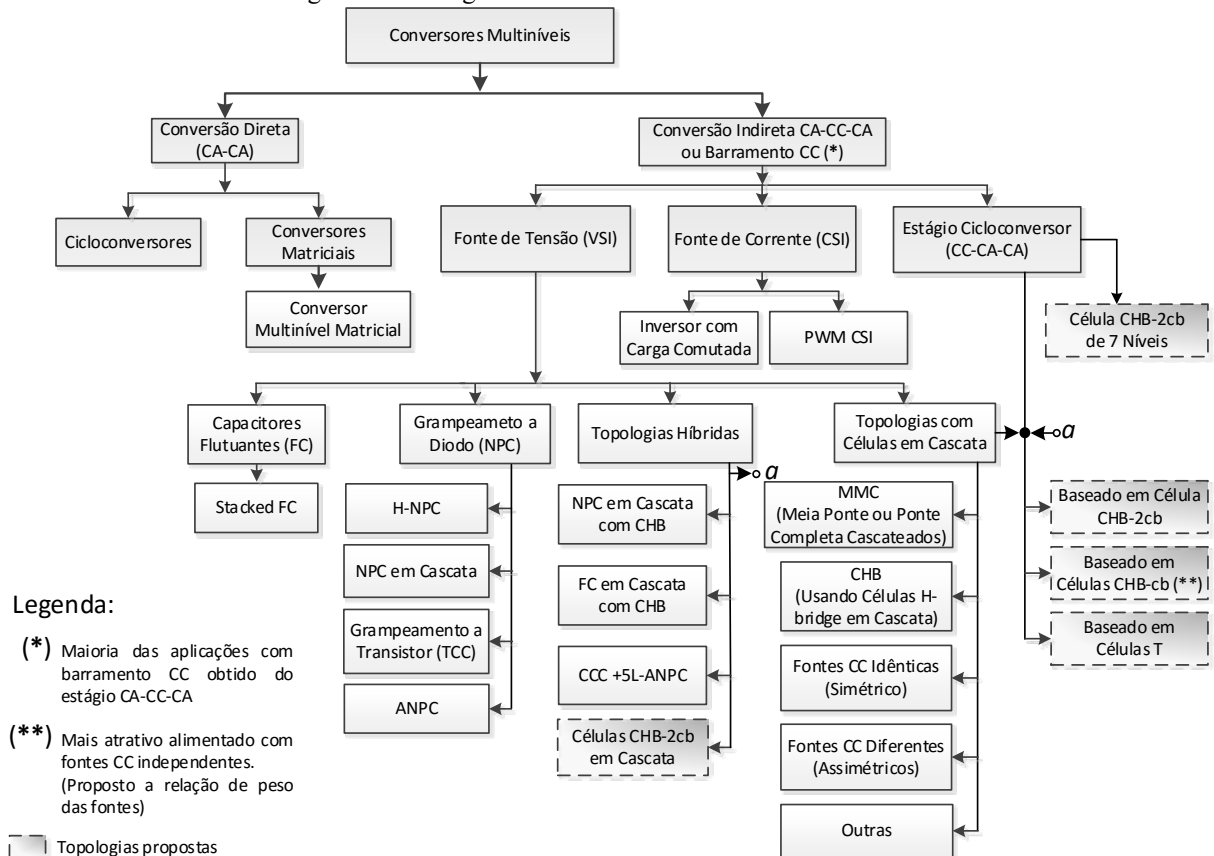 Conversores Multiníveis
Conversão Direta
(CA-CA)
Conversão Indireta CA-CC-CA
ou Barramento CC (*)
Cicloconversores
Conversores
Matriciais
Fonte de Tensão (VSI)
Fonte de Corrente (CSI)
Estágio Cicloconversor
(CC-CA-CA)
Conversor
Multinível Matricial
Inversor com
Carga Comutada
PWM CSI
Célula CHB-2cb
de 7 Níveis
Capacitores
Flutuantes (FC)
Grampeameto a
Diodo (NPC)
Topologias Híbridas
Topologias com
Células em Cascata
a
a
Stacked FC
H-NPC
NPC em Cascata
Grampeamento a
Transistor (TCC)
ANPC
NPC em Cascata
com CHB
FC em Cascata
com CHB
CCC +5L-ANPC
Células CHB-2cb
em Cascata
MMC
(Meia Ponte ou Ponte
Completa Cascateados)
CHB
(Usando Células H-
bridge em Cascata)
Fontes CC Idênticas
(Simétrico)
Fontes CC Diferentes
(Assimétricos)
Outras
Baseado em Célula
CHB-2cb
Baseado em
Células CHB-cb (**)
Baseado em
Células T
Legenda:
(*) Maioria das aplicações com
barramento CC obtido do
estágio CA-CC-CA
(**) Mais atrativo alimentado com
fontes CC independentes.
(Proposto a relação de peso
das fontes)
Topologias propostas